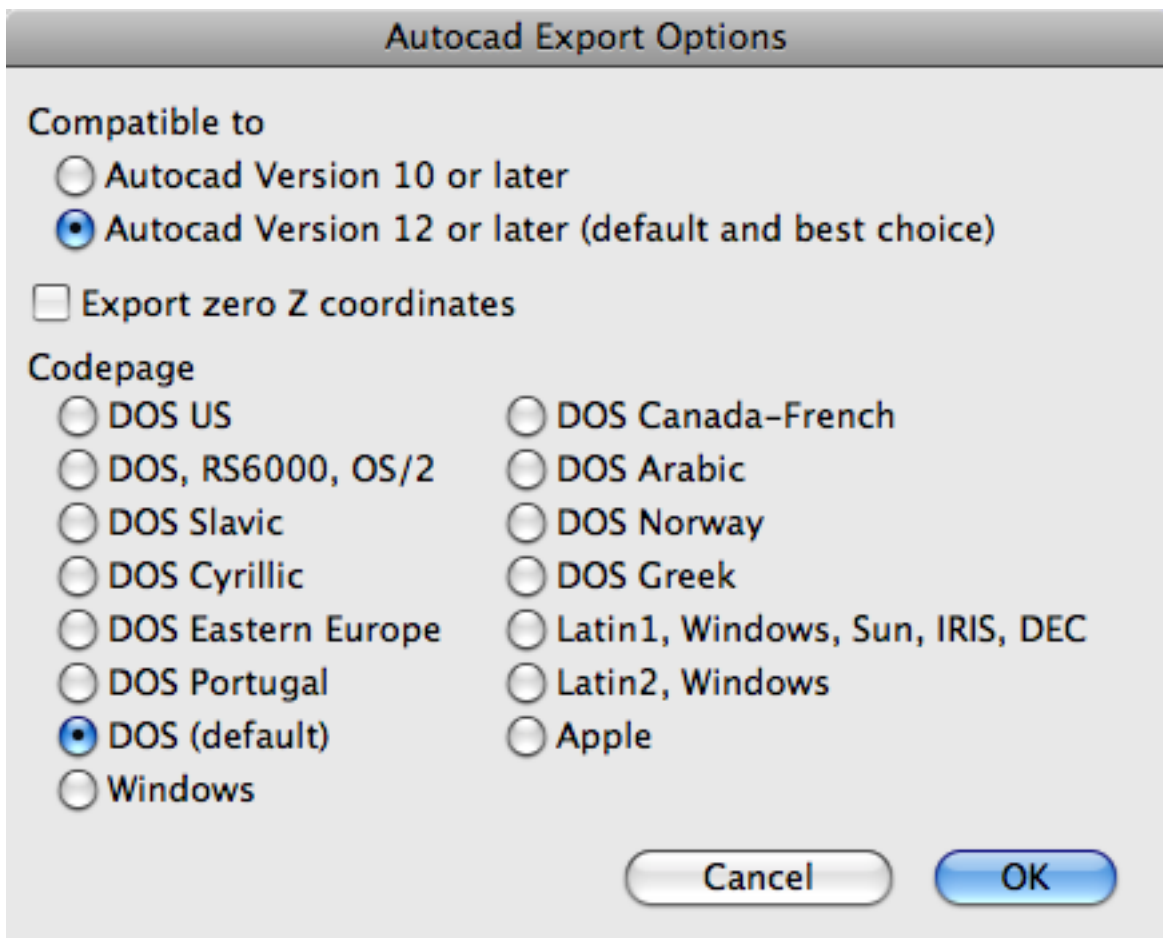 Autocad Export Options
Compatible to
Autocad Version 10 or later
Autocad Version 12 or later (default and best choice)
Export zero Z coordinates
Codepage
DOS US
DOS, RS6000, OS/2
DOS Slavic
DOS Cyrillic
DOS Eastern Europe
DOS Portugal
DOS (default)
Windows
DOS Canada-French
DOS Arabic
DOS Norway
DOS Greek
Latin1, Windows, Sun, IRIS, DEC
Latin2, Windows
Apple
Cancel
OK